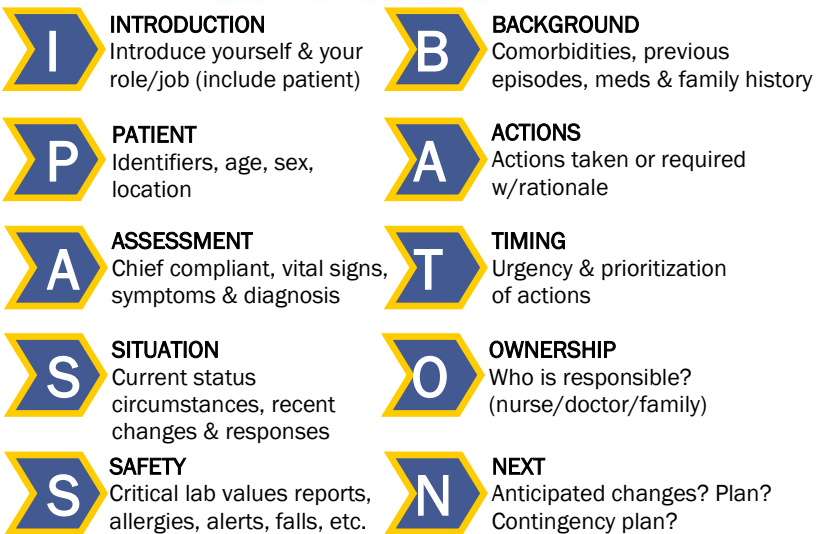 I
INTRODUCTION
Introduce yourself & your
role/job (include patient)
P
PATIENT
Identifiers, age, sex,
location
A
ASSESSMENT
Chief compliant, vital signs,
symptoms & diagnosis
S
SITUATION
Current status
circumstances, recent
changes & responses
S
SAFETY
Critical lab values reports,
allergies, alerts, falls, etc.
B
BACKGROUND
Comorbidities, previous
episodes, meds & family history
A
ACTIONS
Actions taken or required
w/rationale
T
TIMING
Urgency & prioritization
of actions
O
OWNERSHIP
Who is responsible?
(nurse/doctor/family)
N
NEXT
Anticipated changes? Plan?
Contingency plan?